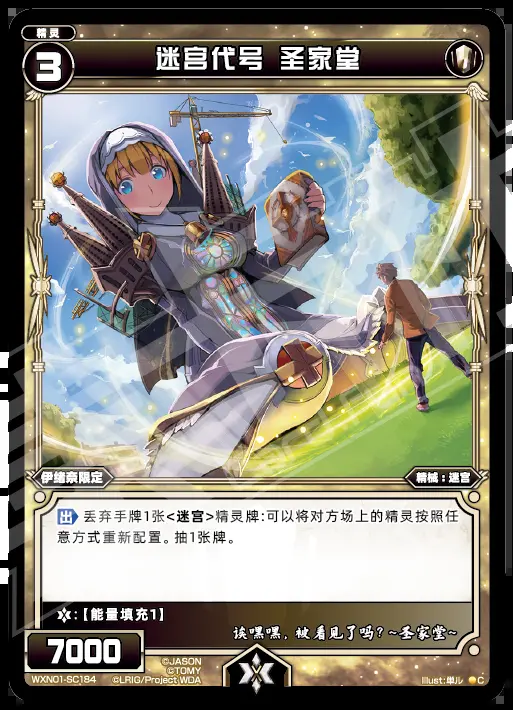 精灵
3
迷宫代号 圣家堂
伊绪奈限定
精械：迷宫
出 丢弃手牌1张<迷宫>精灵牌:可以将对方场上的精灵按照任
意方式重新配置。抽1张牌。
:【能量填充1】
诶嘿嘿，被看见了吗？~圣家堂~
7000
©JASON
©TOMY
WXN01-SC184 ©LRIG/Project WDA
Illust:単ル C